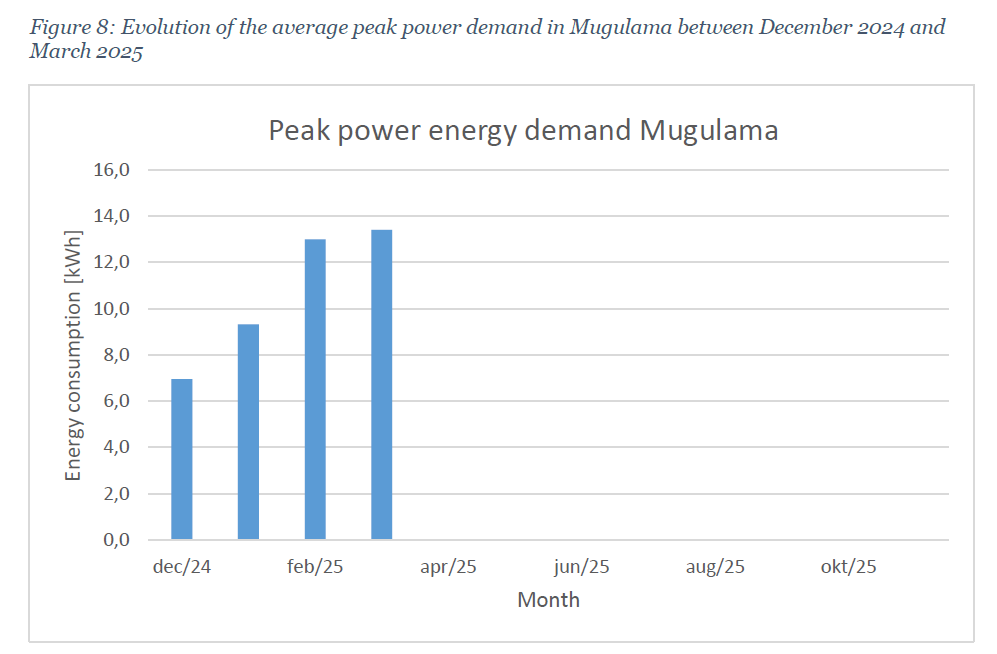 Figure 8: Evolution of the average peak power demand in Mugulama between December 2024 and
March 2025
Peak power energy demand Mugulama
Energy consumption [kWh]
16,0
14,0
12,0
10,0
8,0
6,0
4,0
2,0
0,0
dec/24 feb/25 apr/25 jun/25 aug/25 okt/25
Month